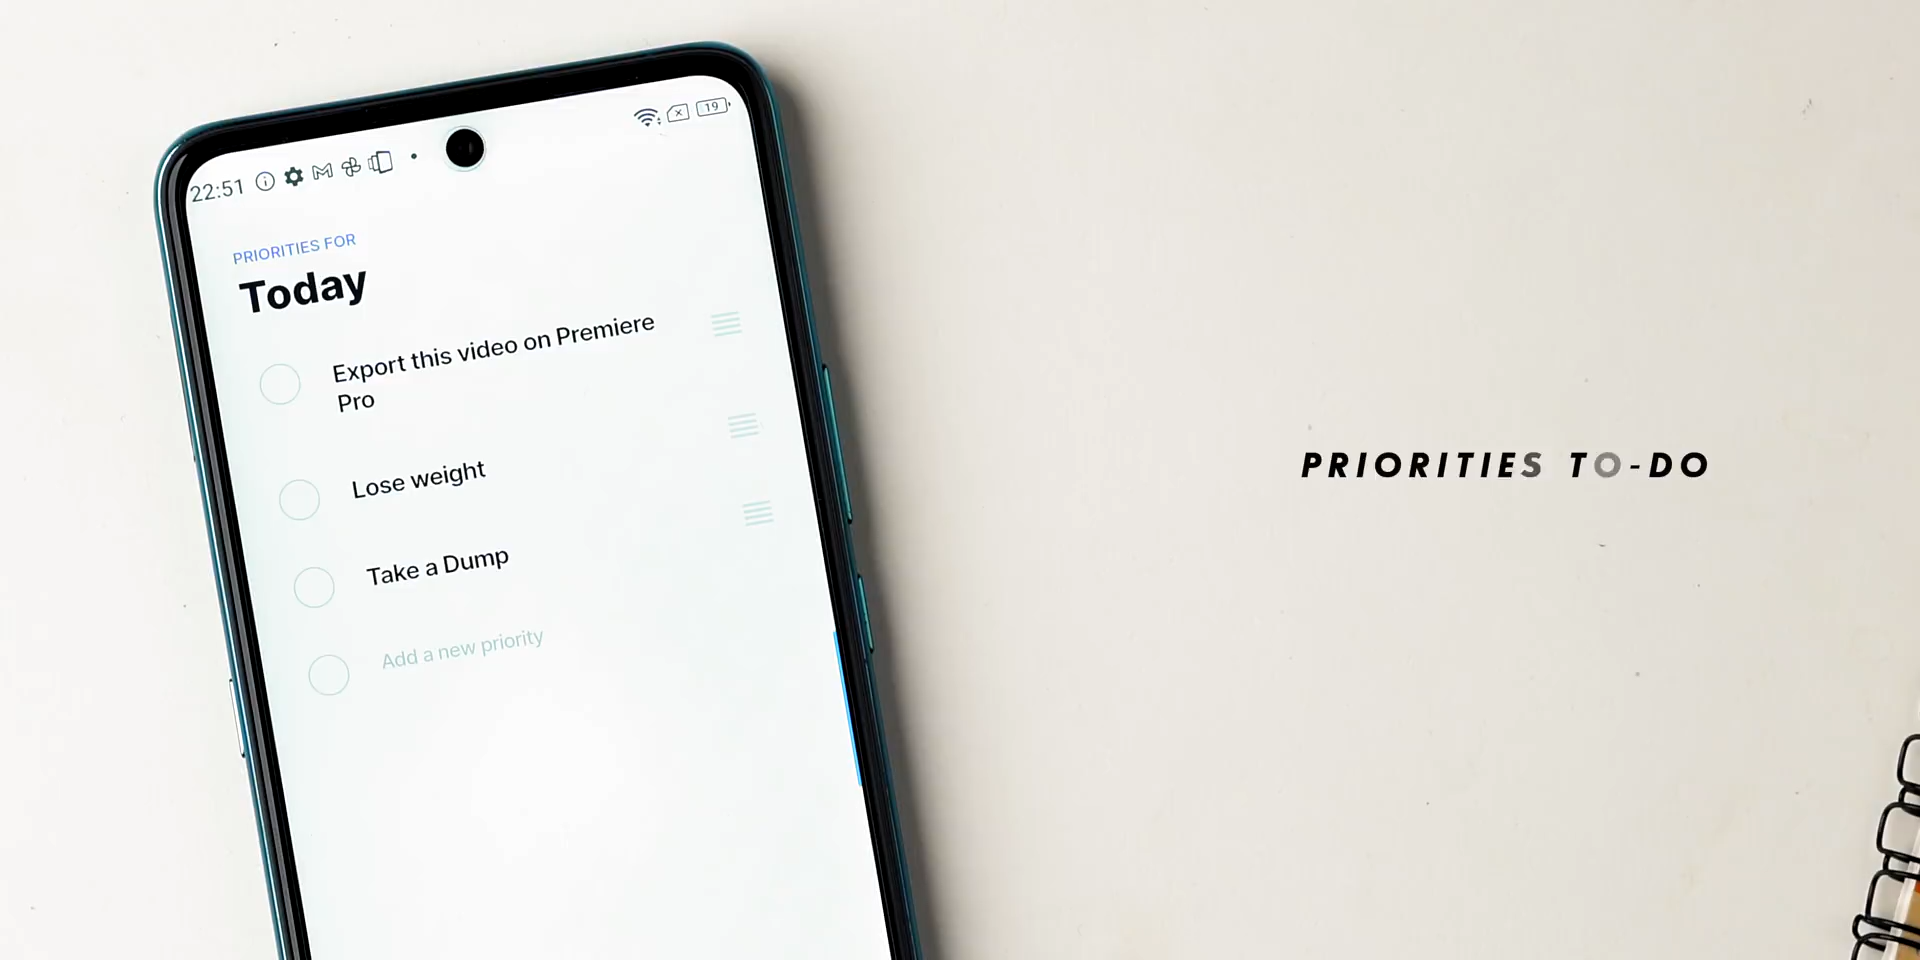 22:51
19
PRIORITIES FOR
Today
Export this video on Premiere
Pro
Lose weight
Take a Dump
Add a new priority
PRIORITIES TO-DO